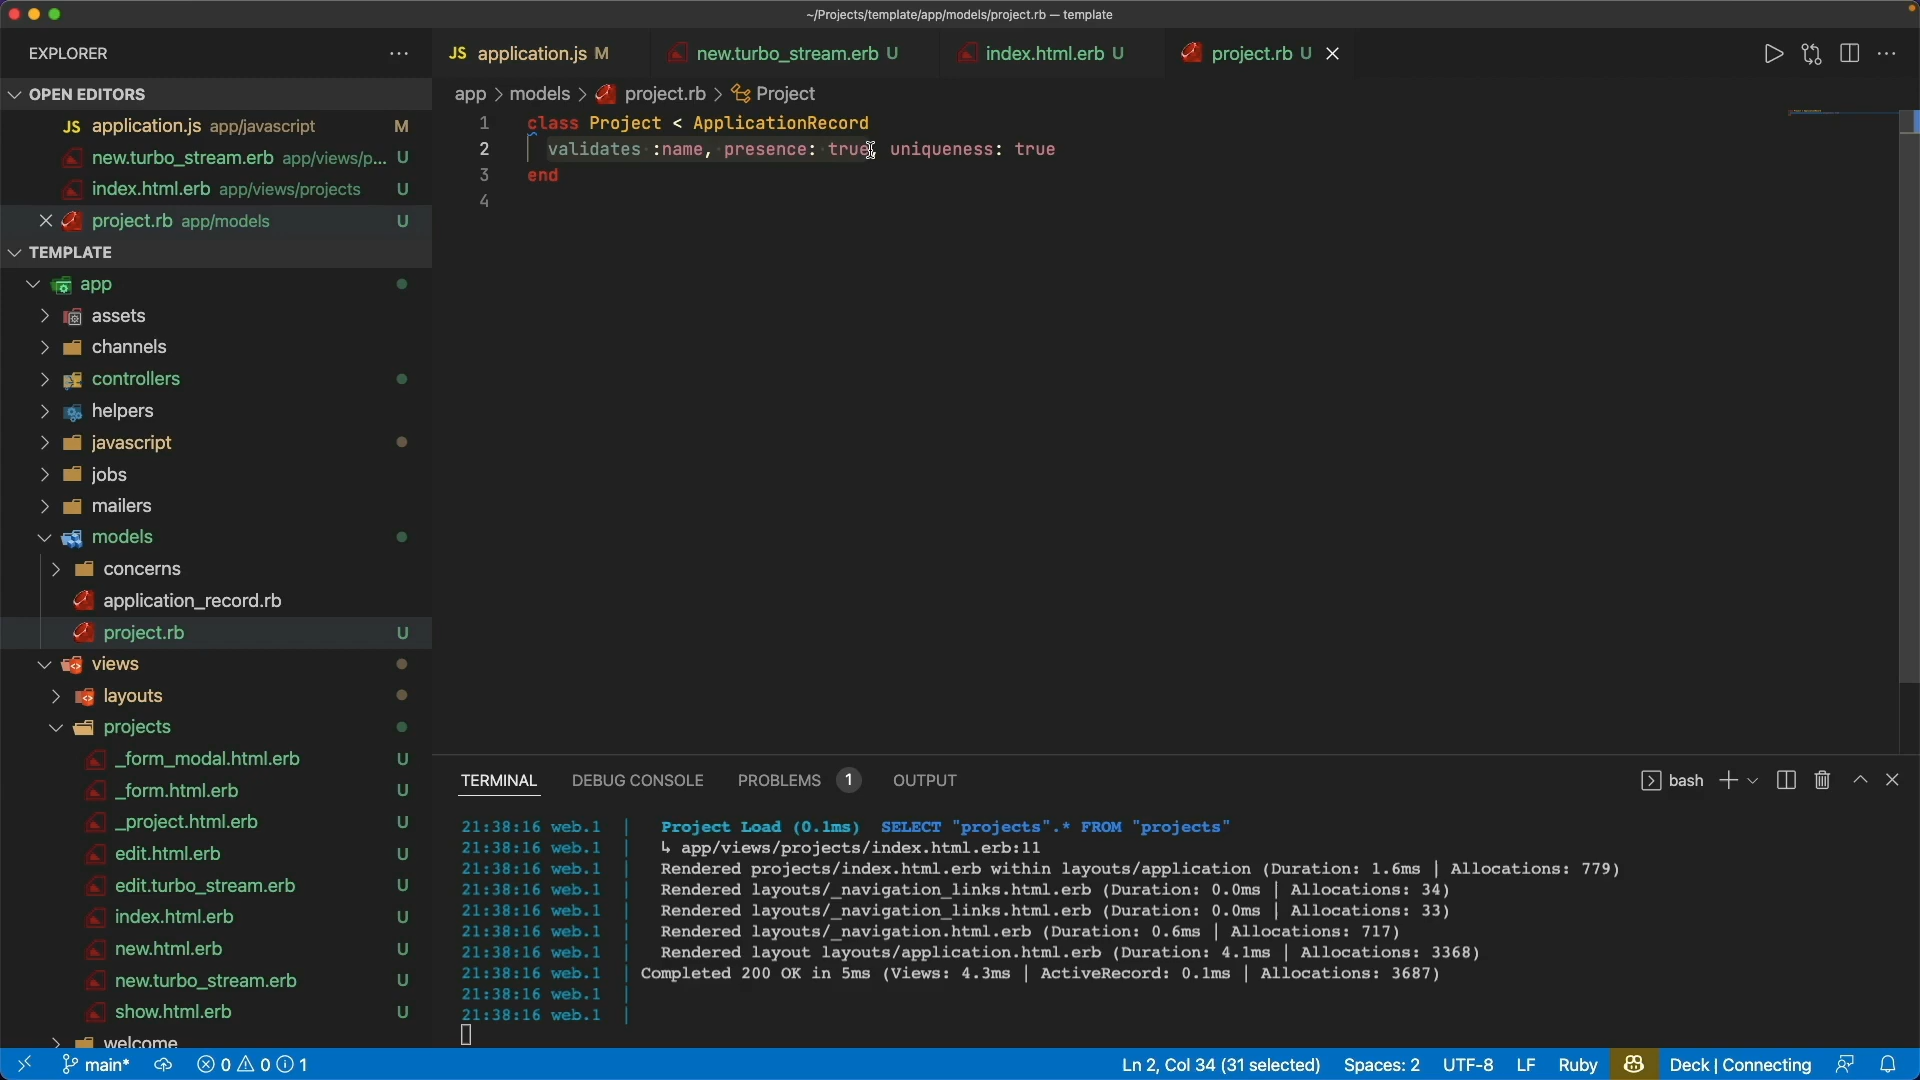 ~/Projects/template/app/models/project.rb — template
EXPLORER
JS application.js M
new.turbo_stream.erb U
index.html.erb U
project.rb U
OPEN EDITORS
JS application.js app/javascript M
new.turbo_stream.erb app/views/p... U
index.html.erb app/views/projects U
project.rb app/models U
TEMPLATE
app
assets
channels
controllers
helpers
javascript
jobs
mailers
models
concerns
application_record.rb
project.rb U
views
layouts
projects
_form_modal.html.erb U
_form.html.erb U
_project.html.erb U
edit.html.erb U
edit.turbo_stream.erb U
index.html.erb U
new.html.erb U
new.turbo_stream.erb U
show.html.erb U
welcome
app > models > project.rb > Project
1 class Project < ApplicationRecord
2 validates :name, presence: true, uniqueness: true
3 end
4
TERMINAL DEBUG CONSOLE PROBLEMS 1 OUTPUT
bash
21:38:16 web.1 | Project Load (0.1ms) SELECT "projects".* FROM "projects"
21:38:16 web.1 | ↳ app/views/projects/index.html.erb:11
21:38:16 web.1 | Rendered projects/index.html.erb within layouts/application (Duration: 1.6ms | Allocations: 779)
21:38:16 web.1 | Rendered layouts/_navigation_links.html.erb (Duration: 0.0ms | Allocations: 34)
21:38:16 web.1 | Rendered layouts/_navigation_links.html.erb (Duration: 0.0ms | Allocations: 33)
21:38:16 web.1 | Rendered layouts/_navigation.html.erb (Duration: 0.6ms | Allocations: 717)
21:38:16 web.1 | Rendered layout layouts/application.html.erb (Duration: 4.1ms | Allocations: 3368)
21:38:16 web.1 | Completed 200 OK in 5ms (Views: 4.3ms | ActiveRecord: 0.1ms | Allocations: 3687)
21:38:16 web.1 |
21:38:16 web.1 |
main* 0 0 1
Ln 2, Col 34 (31 selected) Spaces: 2 UTF-8 LF Ruby Deck | Connecting